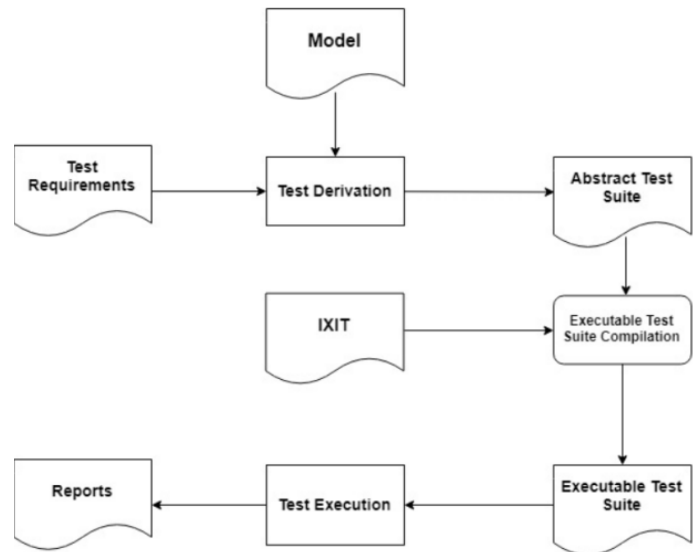 Model
Test
Requirements
Test Derivation
Abstract Test
Suite
IXIT
Executable Test
Suite Compilation
Reports
Test Execution
Executable Test
Suite